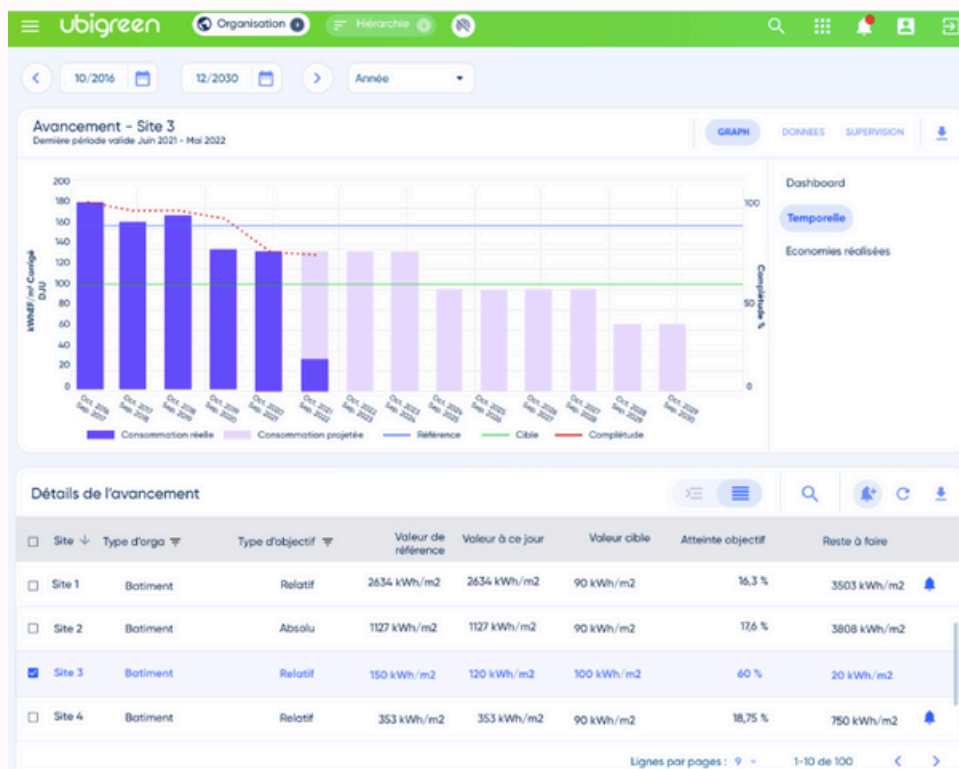 ubigreen Organisation Hiérarchie
10/2016 12/2030 Année
Avancement - Site 3
Dernière période valide Juin 2021 - Mai 2022
GRAPH DONNEES SUPERVISION
Dashboard
Temporelle
Economies réalisées
kWhEF/m² Corrigé
DJU
200
180
160
140
120
100
80
60
40
20
0
100
50
0
Complétude %
Oct. 2016
Sep. 2017
Oct. 2017
Sep. 2018
Oct. 2018
Sep. 2019
Oct. 2019
Sep. 2020
Oct. 2020
Sep. 2021
Oct. 2021
Sep. 2022
Oct. 2022
Sep. 2023
Oct. 2023
Sep. 2024
Oct. 2024
Sep. 2025
Oct. 2025
Sep. 2026
Oct. 2026
Sep. 2027
Oct. 2027
Sep. 2028
Oct. 2028
Sep. 2029
Oct. 2029
Sep. 2030
Consommation réelle Consommation projetée Référence Cible Complétude
Détails de l'avancement
Site Type d'orga Type d'objectif Valeur de référence Valeur à ce jour Valeur cible Atteinte objectif Reste à faire
Site 1 Batiment Relatif 2634 kWh/m2 2634 kWh/m2 90 kWh/m2 16,3 % 3503 kWh/m2
Site 2 Batiment Absolu 1127 kWh/m2 1127 kWh/m2 90 kWh/m2 17,6 % 3808 kWh/m2
Site 3 Batiment Relatif 150 kWh/m2 120 kWh/m2 100 kWh/m2 60 % 20 kWh/m2
Site 4 Batiment Relatif 353 kWh/m2 353 kWh/m2 90 kWh/m2 18,75 % 750 kWh/m2
Lignes par pages : 9 1-10 de 100